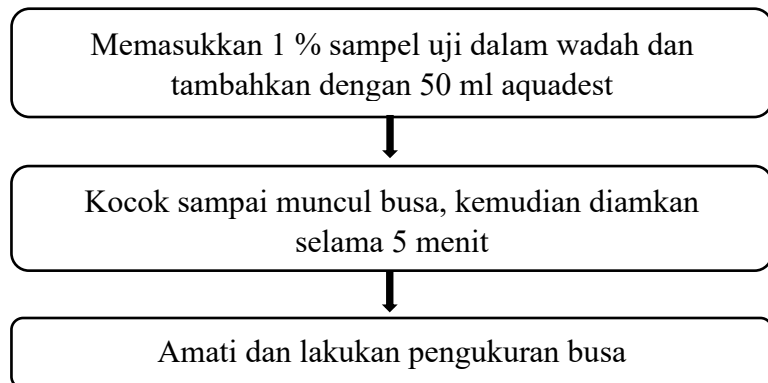 Memasukkan 1 % sampel uji dalam wadah dan
tambahkan dengan 50 ml aquadest
Kocok sampai muncul busa, kemudian diamkan
selama 5 menit
Amati dan lakukan pengukuran busa